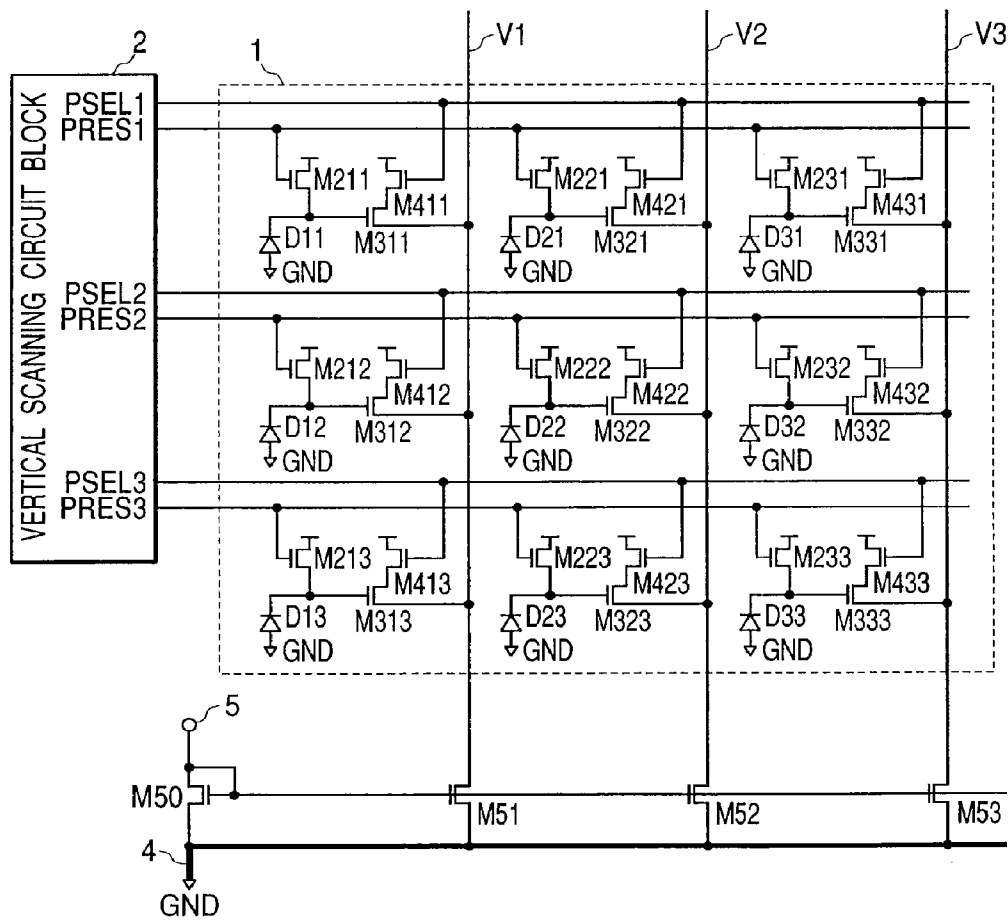 2
1
V1
V2
V3
VERTICAL SCANNING CIRCUIT BLOCK
PSEL1
PRES1
M211
M411
M221
M421
M231
M431
D11
M311
D21
M321
D31
M331
GND
GND
GND
PSEL2
PRES2
M212
M412
M222
M422
M232
M432
D12
M312
D22
M322
D32
M332
GND
GND
GND
PSEL3
PRES3
M213
M413
M223
M423
M233
M433
D13
M313
D23
M323
D33
M333
GND
GND
GND
5
M50
M51
M52
M53
4
GND